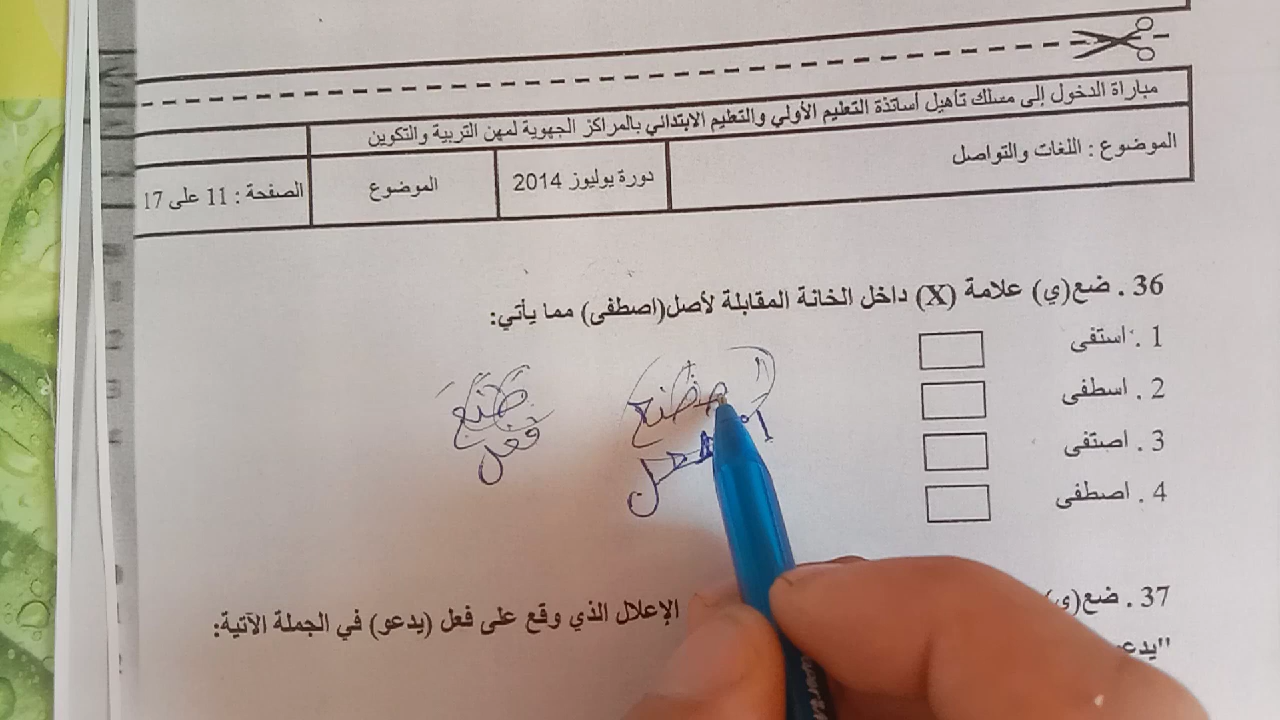 مباراة الدخول إلى مسلك تأهيل أساتذة التعليم الأولي والتعليم الابتدائي بالمراكز الجهوية لمهن التربية والتكوين
الموضوع : اللغات والتواصل
دورة يوليوز 2014
الموضوع
الصفحة : 11 على 17
36 . ضع(ي) علامة (X) داخل الخانة المقابلة لأصل(اصطفى) مما يأتي:
1 . استفى
2 . اسطفى
3 . اصتفى
4 . اصطفى
فعل
37 . ضع(ي) الإعلال الذي وقع على فعل (يدعو) في الجملة الآتية: